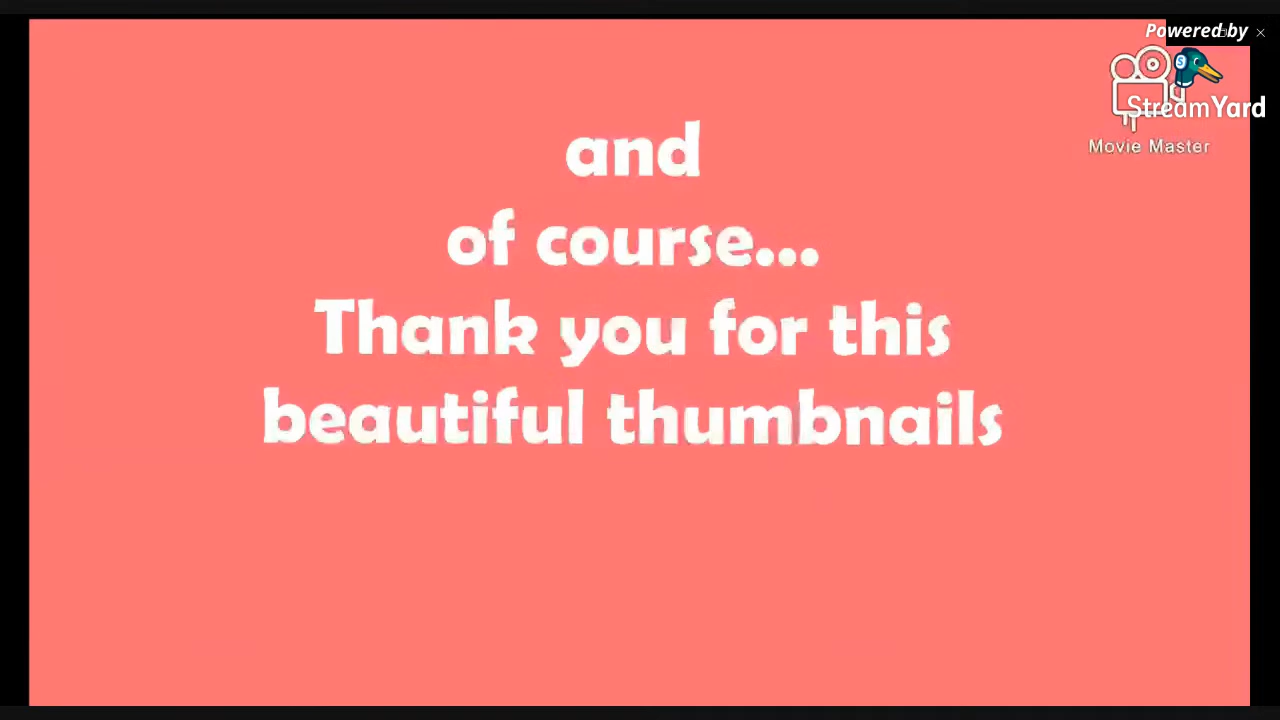 Powered by
StreamYard
Movie Master
and
of course...
Thank you for this
beautiful thumbnails